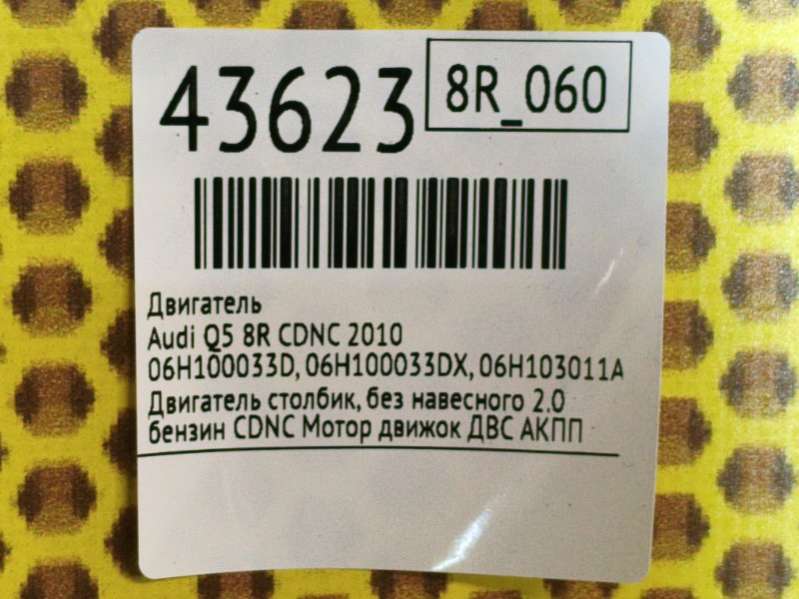 43623
8R_060
Двигатель
Audi Q5 8R CDNC 2010
06H100033D, 06H100033DX, 06H103011A
Двигатель столбик, без навесного 2.0
бензин CDNC Мотор движок ДВС АКПП